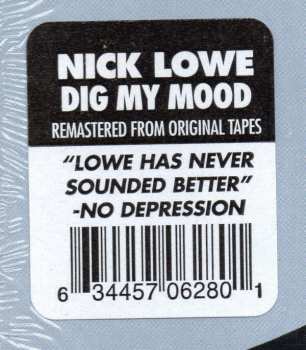 NICK LOWE
DIG MY MOOD
REMASTERED FROM ORIGINAL TAPES
"LOWE HAS NEVER
SOUNDED BETTER"
-NO DEPRESSION
6 34457 06280 1